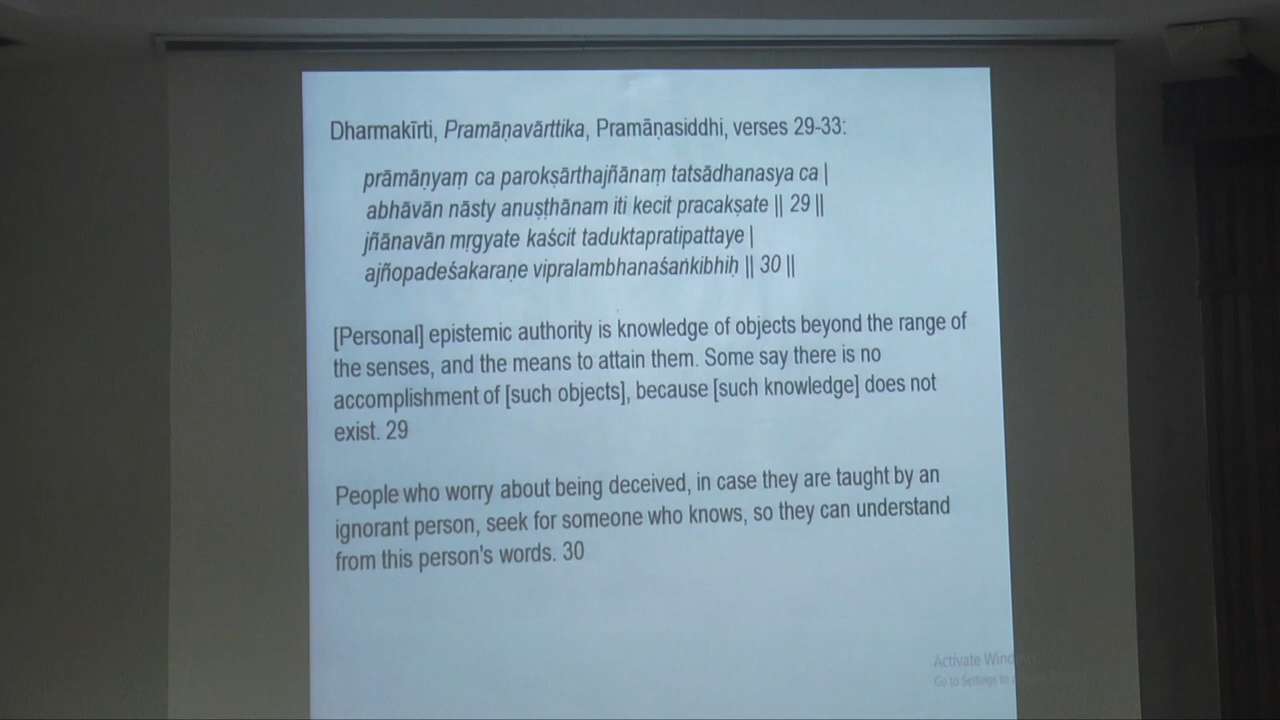 Dharmakīrti, Pramāṇavārttika, Pramāṇasiddhi, verses 29-33:
prāmāṇyaṃ ca parokṣārthajñānaṃ tatsādhanasya ca |
abhāvān nāsty anuṣṭhānam iti kecit pracakṣate || 29 ||
jñānavān mṛgyate kaścit taduktapratipattaye |
ajñopadeśakaraṇe vipralambhanaśaṅkibhiḥ || 30 ||
[Personal] epistemic authority is knowledge of objects beyond the range of
the senses, and the means to attain them. Some say there is no
accomplishment of [such objects], because [such knowledge] does not
exist. 29
People who worry about being deceived, in case they are taught by an
ignorant person, seek for someone who knows, so they can understand
from this person's words. 30
Activate
Go to Settings to